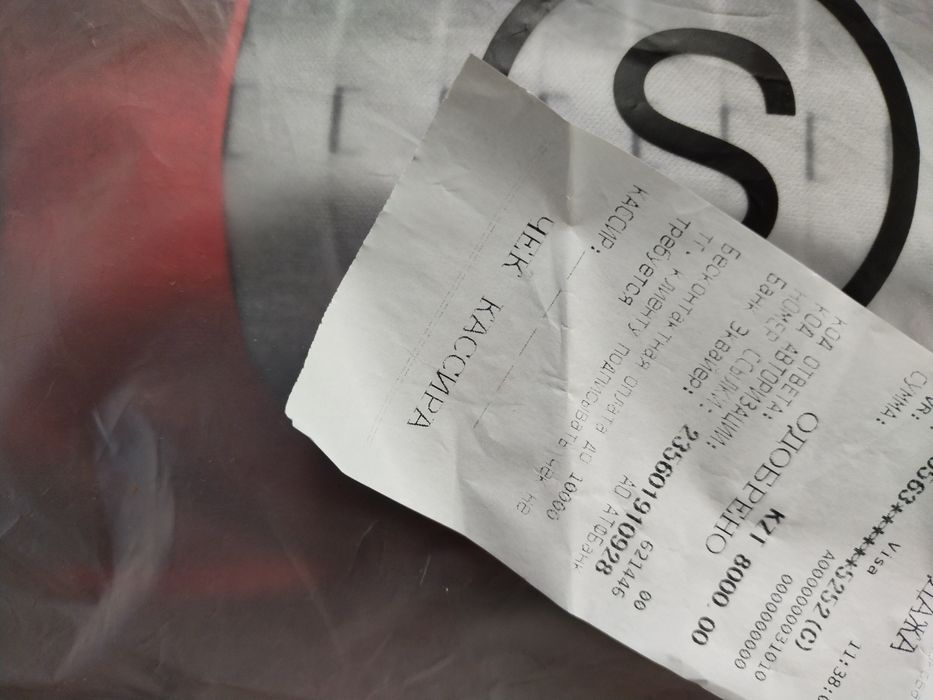 S
11:38:0
Visa
5563******5252(C)
A0000000031010
VR:
0000000000
СУММА:
KZT 8000.00
ОДОБРЕНО
КОД ОТВЕТА:
00
КОД АВТОРИЗАЦИИ:
621446
НОМЕР ССЫЛКИ:
235601910928
Банк Эквайер:
АО АТФБанк
Бесконтактная оплата до 10000
тг: клиенту подписывать чек не
требуется
КАССИР:
ЧЕК КАССИРА